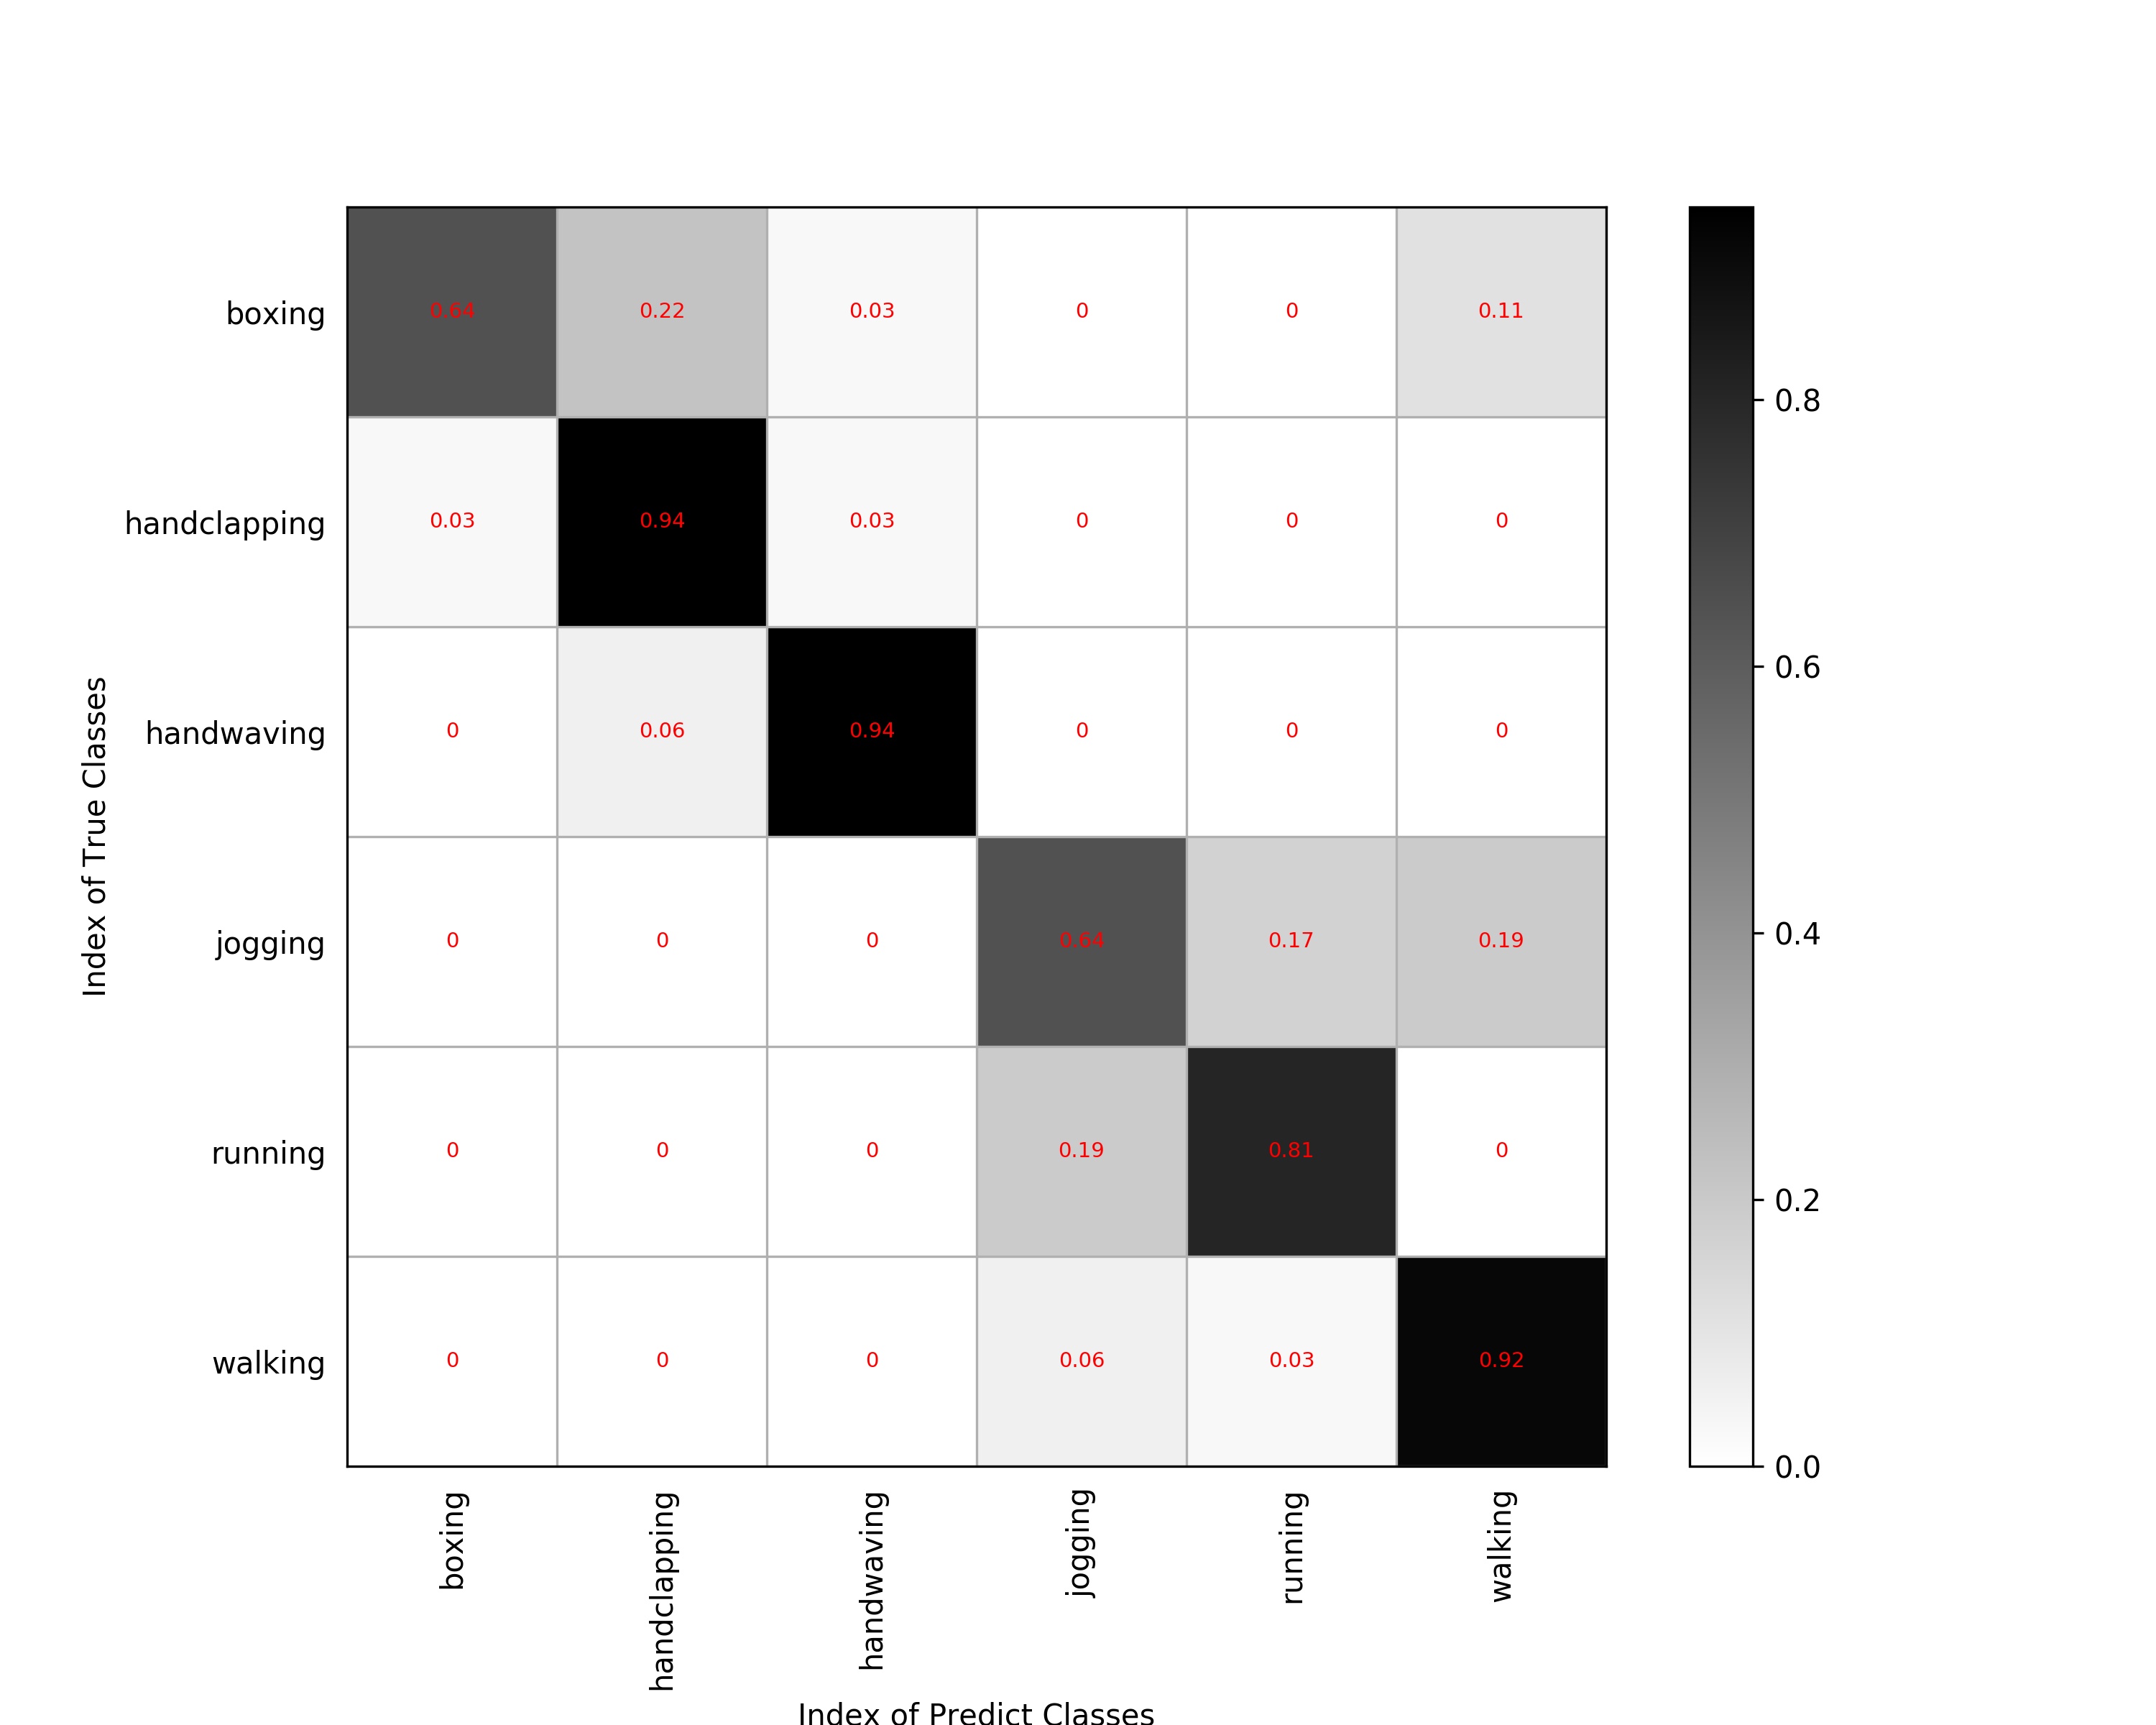 boxing 0.64 0.22 0.03 0 0 0.11
0.8
handclapping 0.03 0.94 0.03 0 0 0
0.6
handwaving 0 0.06 0.94 0 0 0
Index of True Classes
0.4
jogging 0 0 0 0.64 0.17 0.19
running 0 0 0 0.19 0.81 0
0.2
walking 0 0 0 0.06 0.03 0.92
0.0
boxing
handclapping
handwaving
jogging
running
walking
Index of Predict Classes